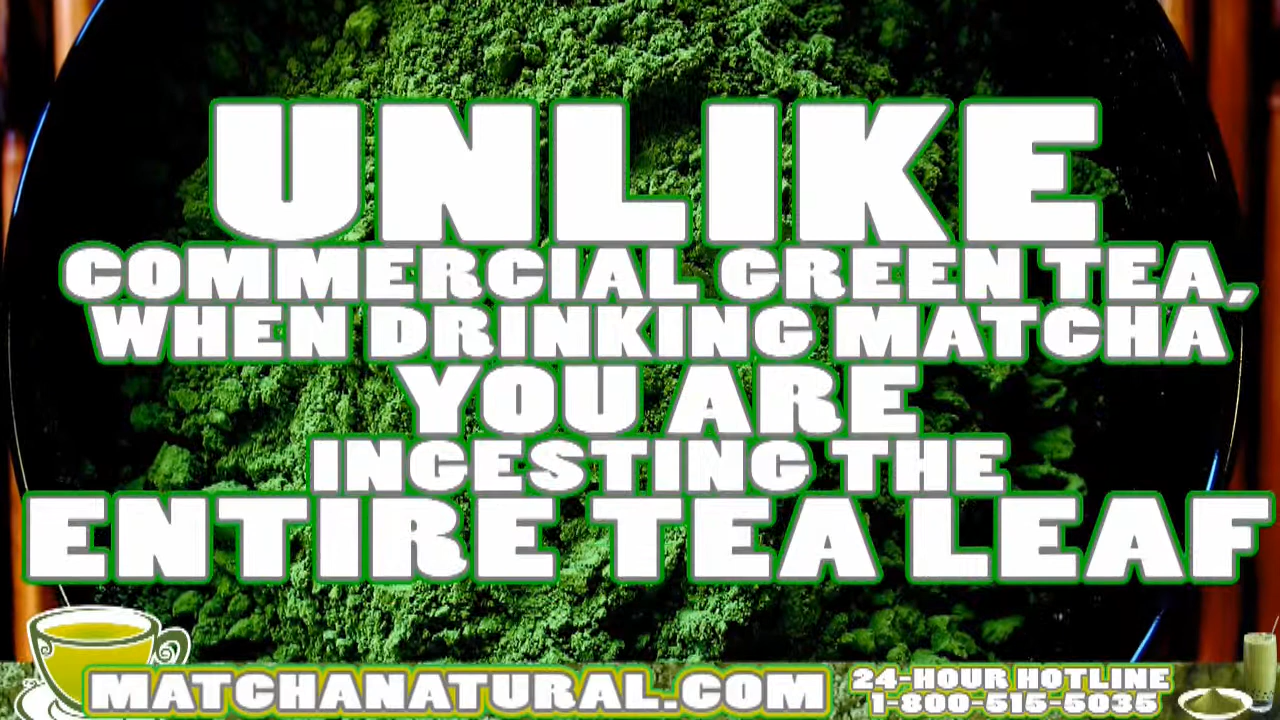 UNLIKE
COMMERCIAL GREEN TEA,
WHEN DRINKING MATCHA
YOU ARE
INGESTING THE
ENTIRE TEA LEAF
MATCHANATURAL.COM
24-HOUR HOTLINE
1-800-515-5035